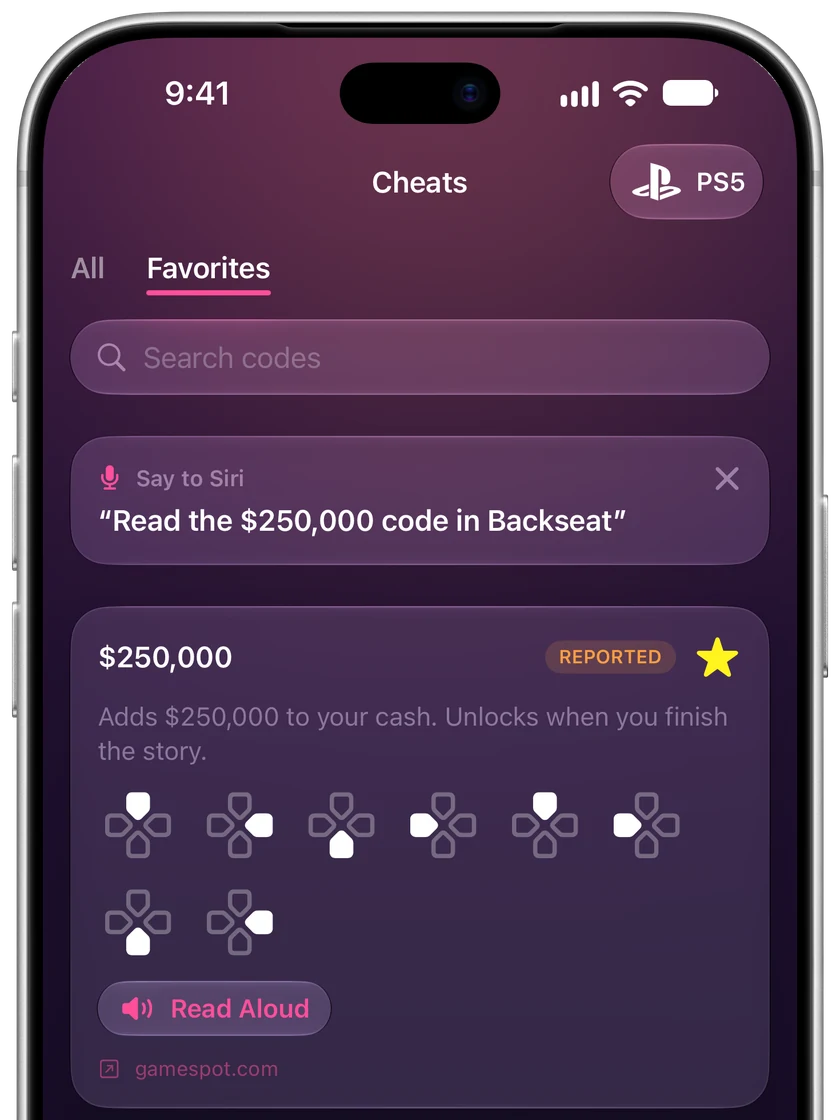 9:41
Cheats
PS5
All
Favorites
Search codes
Say to Siri
“Read the $250,000 code in Backseat”
$250,000
REPORTED
Adds $250,000 to your cash. Unlocks when you finish
the story.
Read Aloud
gamespot.com